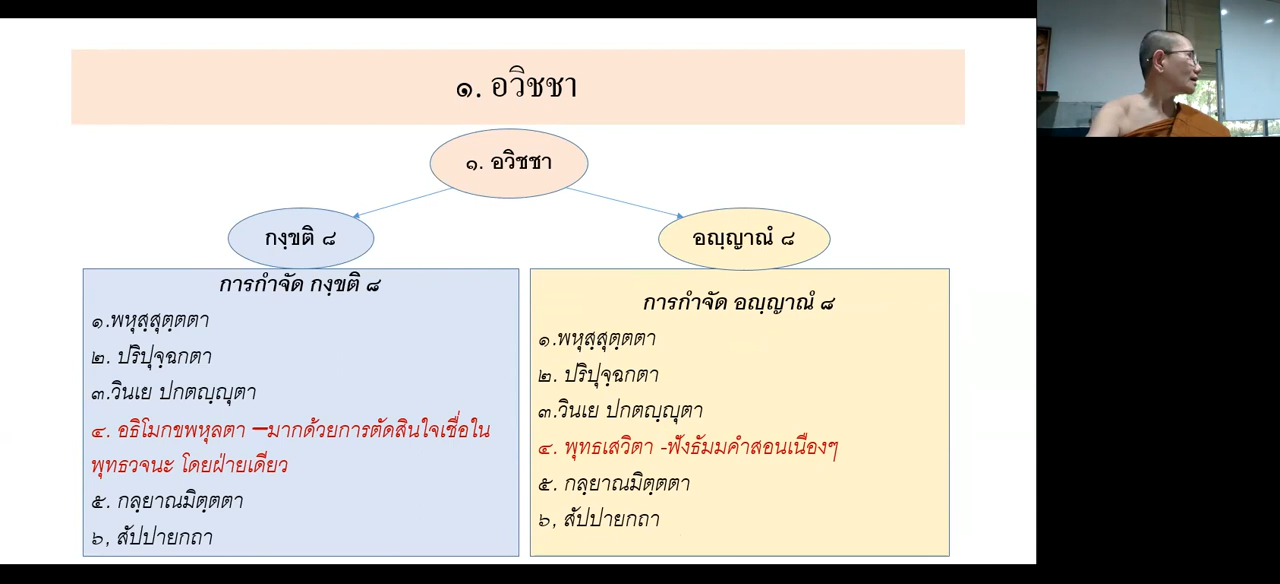 ๑. อวิชชา
๑. อวิชชา
กงฺขติ ๘
อญฺญาณํ ๘
การกำจัด กงฺขติ ๘
๑.พหุสฺสุตฺตตา
๒. ปริปุจฺฉกตา
๓.วินเย ปกตญฺญุตา
๔. อธิโมกขพหุลตา –มากด้วยการตัดสินใจเชื่อใน
พุทธวจนะ โดยฝ่ายเดียว
๕. กลฺยาณมิตฺตตา
๖, สัปปายกถา
การกำจัด อญฺญาณํ ๘
๑.พหุสฺสุตฺตตา
๒. ปริปุจฺฉกตา
๓.วินเย ปกตญฺญุตา
๔. พุทธเสวิตา -ฟังธัมมคำสอนเนืองๆ
๕. กลฺยาณมิตฺตตา
๖, สัปปายกถา